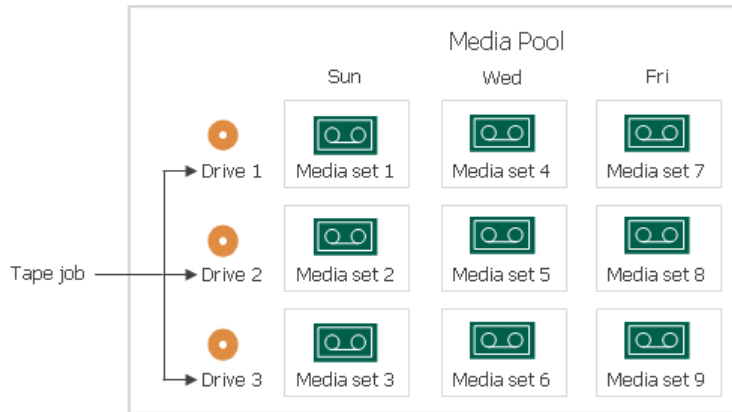 Media Pool
Sun Wed Fri
Drive 1 Media set 1 Media set 4 Media set 7
Tape job Drive 2 Media set 2 Media set 5 Media set 8
Drive 3 Media set 3 Media set 6 Media set 9